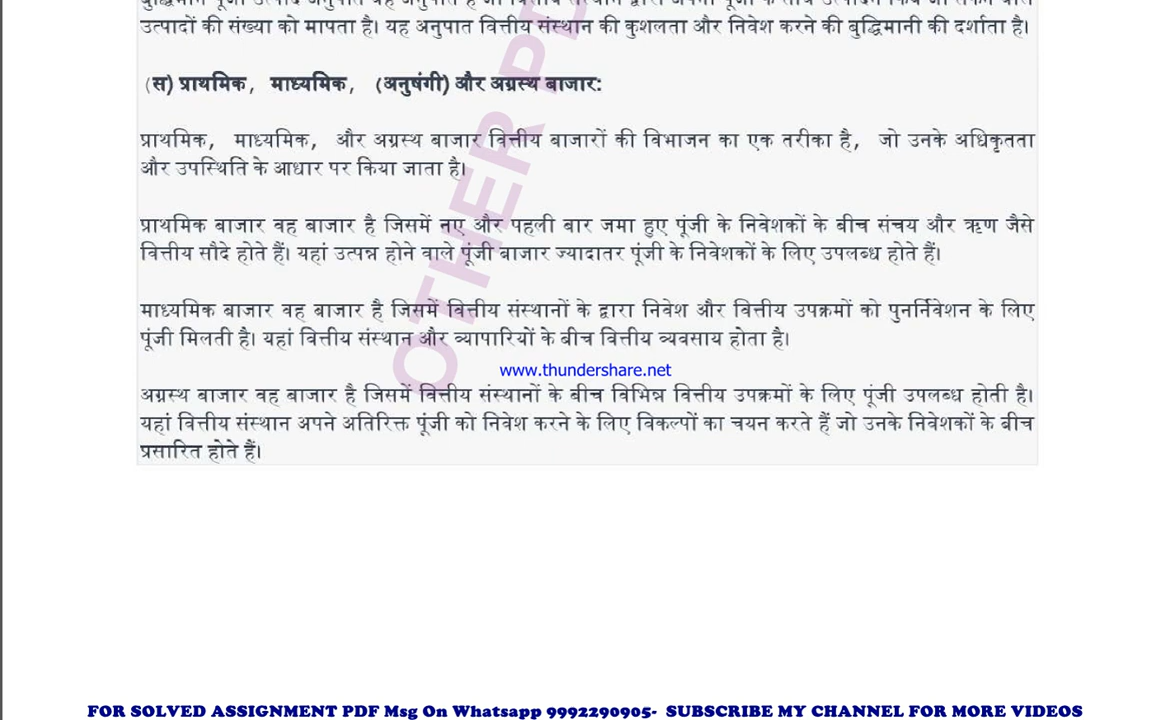 उत्पादों की संख्या को मापता है। यह अनुपात वित्तीय संस्थान की कुशलता और निवेश करने की बुद्धिमानी की दर्शाता है।
(स) प्राथमिक, माध्यमिक, (अनुषंगी) और अग्रस्थ बाजार:
प्राथमिक, माध्यमिक, और अग्रस्थ बाजार वित्तीय बाजारों की विभाजन का एक तरीका है, जो उनके अधिकृतता
और उपस्थिति के आधार पर किया जाता है।
प्राथमिक बाजार वह बाजार है जिसमें नए और पहली बार जमा हुए पूंजी के निवेशकों के बीच संचय और ऋण जैसे
वित्तीय सौदे होते हैं। यहां उत्पन्न होने वाले पूंजी बाजार ज्यादातर पूंजी के निवेशकों के लिए उपलब्ध होते हैं।
माध्यमिक बाजार वह बाजार है जिसमें वित्तीय संस्थानों के द्वारा निवेश और वित्तीय उपक्रमों को पुनर्निवेशन के लिए
पूंजी मिलती है। यहां वित्तीय संस्थान और व्यापारियों के बीच वित्तीय व्यवसाय होता है।
www.thundershare.net
अग्रस्थ बाजार वह बाजार है जिसमें वित्तीय संस्थानों के बीच विभिन्न वित्तीय उपक्रमों के लिए पूंजी उपलब्ध होती है।
यहां वित्तीय संस्थान अपने अतिरिक्त पूंजी को निवेश करने के लिए विकल्पों का चयन करते हैं जो उनके निवेशकों के बीच
प्रसारित होते हैं।
OTHER
FOR SOLVED ASSIGNMENT PDF Msg On Whatsapp 9992290905- SUBSCRIBE MY CHANNEL FOR MORE VIDEOS